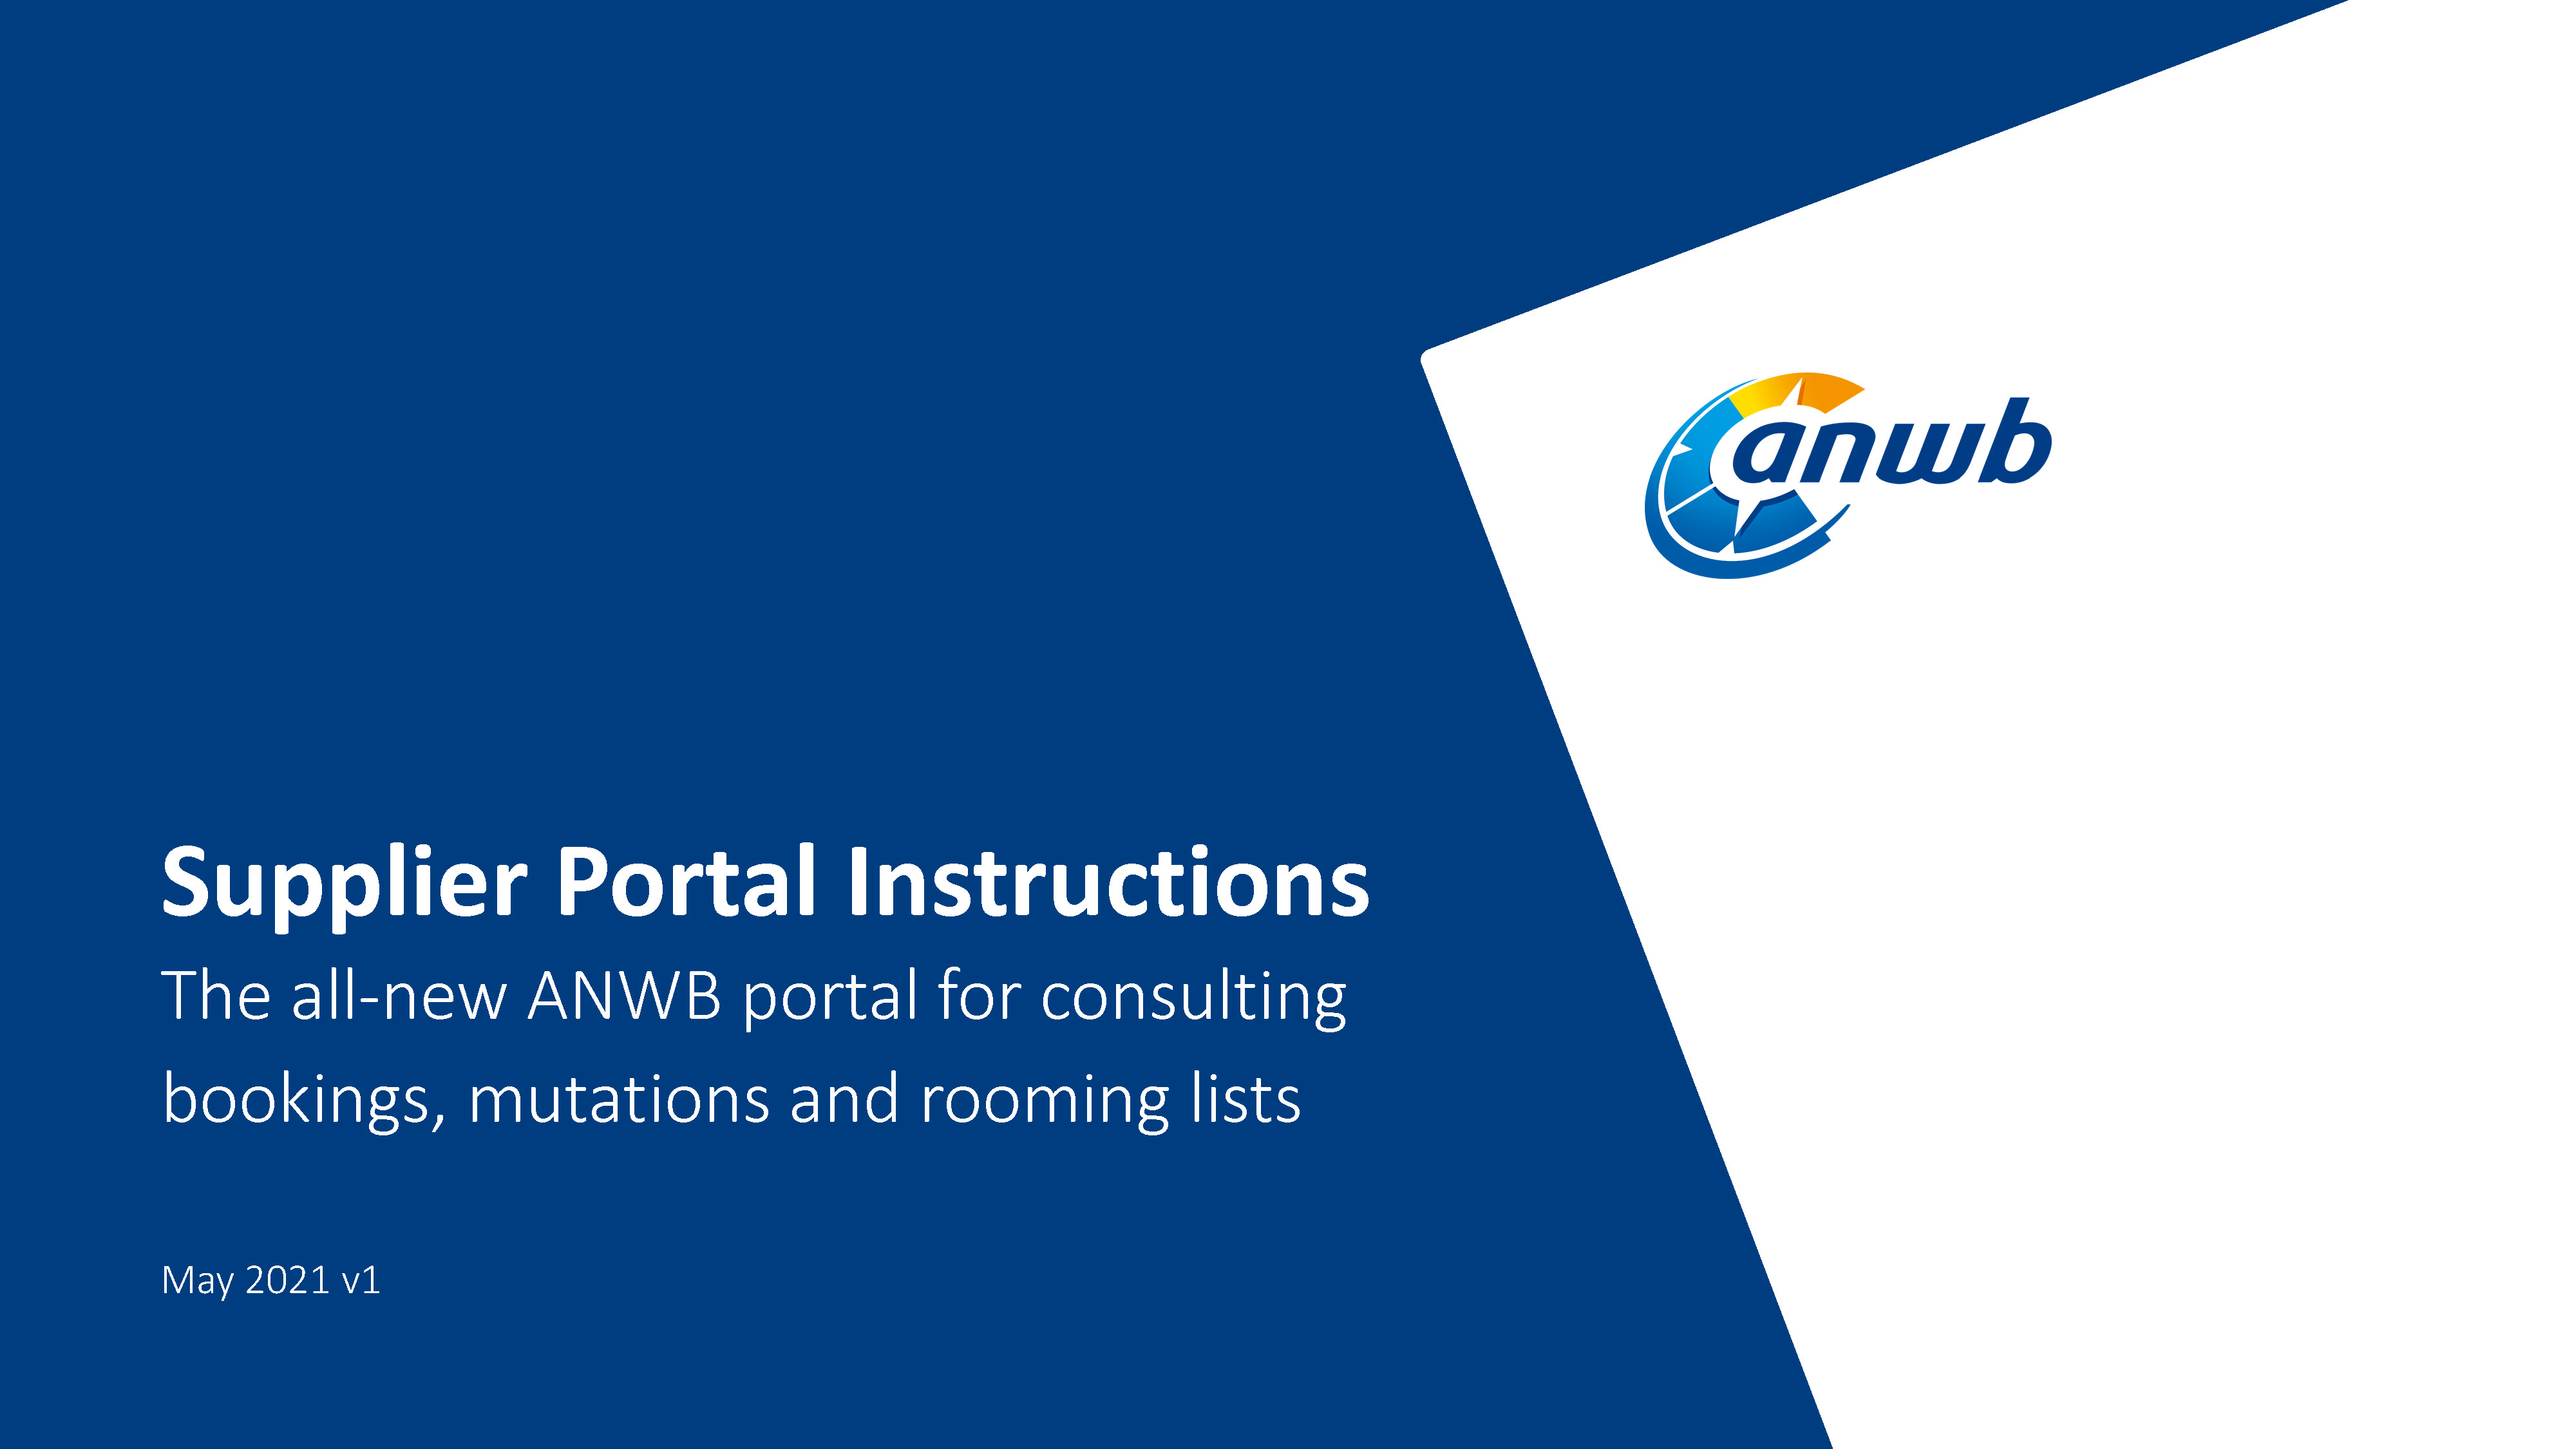 anwb
Supplier Portal Instructions
The all-new ANWB portal for consulting
bookings, mutations and rooming lists
May 2021 v1